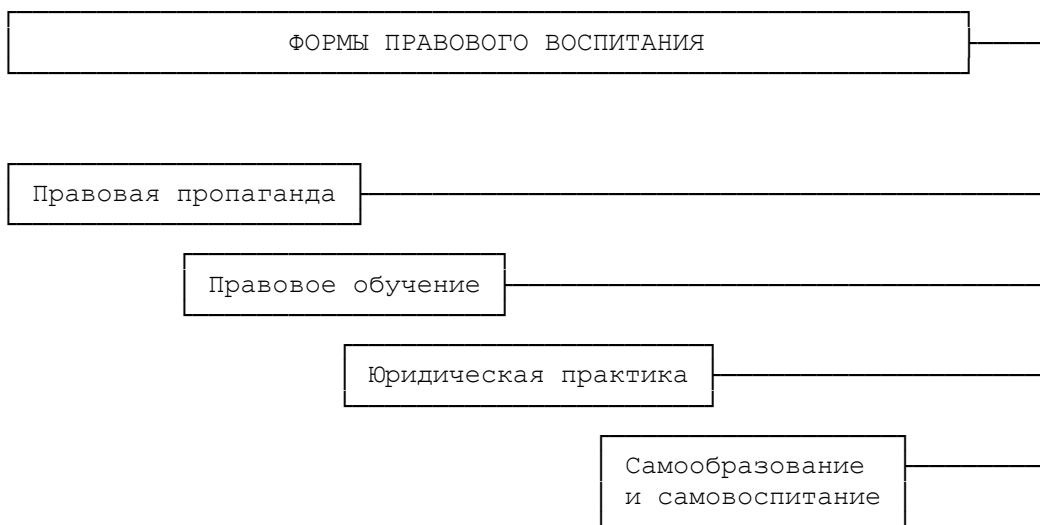 ФОРМЫ ПРАВОВОГО ВОСПИТАНИЯ
Правовая пропаганда
Правовое обучение
Юридическая практика
Самообразование
и самовоспитание